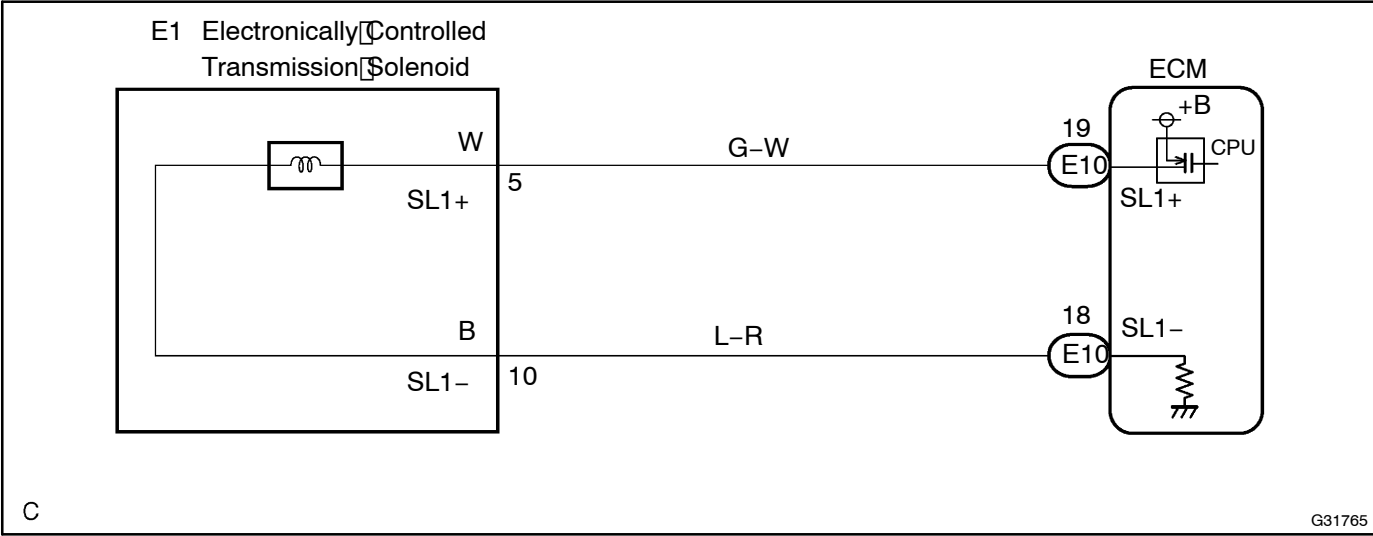 E1 Electronically Controlled
Transmission Solenoid
ECM
+B
CPU
W
G−W
19
E10
5
SL1+
SL1+
B
L−R
18
E10
SL1−
10
SL1−
C
G31765